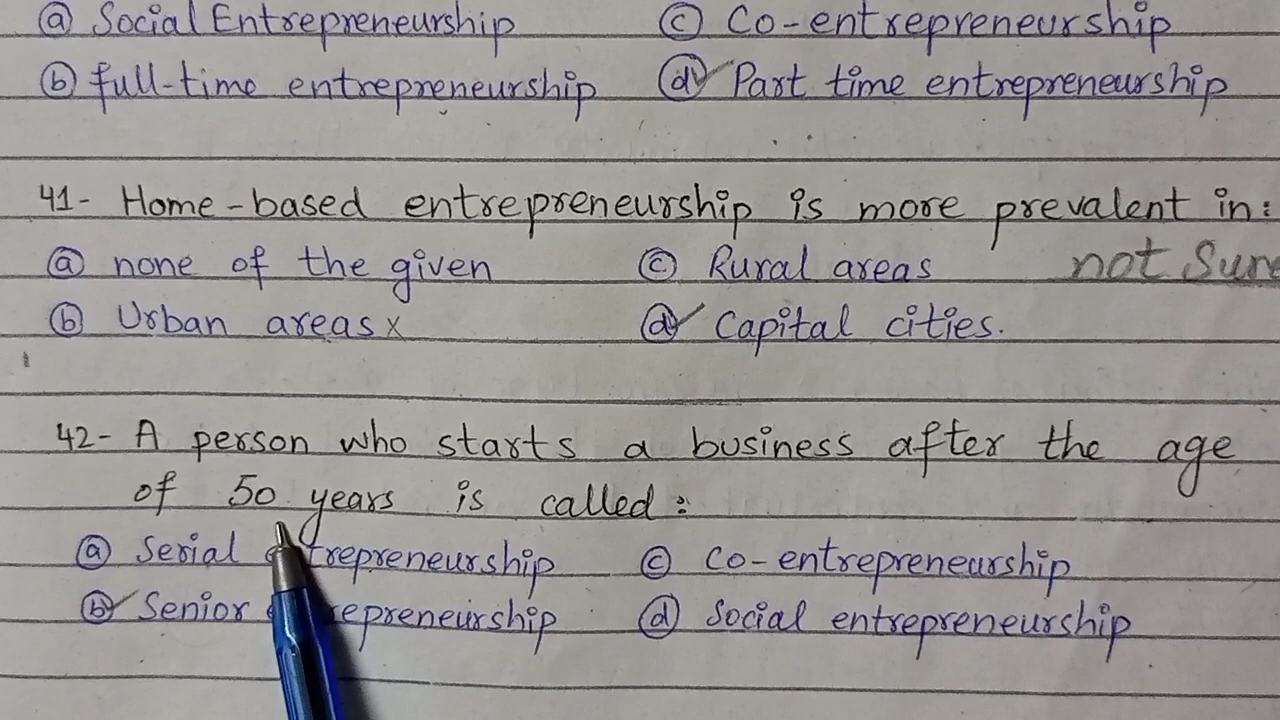 ⓐ Social Entrepreneurship ⓒ Co-entrepreneurship
ⓑ full-time entrepreneurship ⓓ✓ Part time entrepreneurship
41- Home-based entrepreneurship is more prevalent in:
ⓐ none of the given ⓒ Rural areas not Sure
ⓑ Urban areas x ⓓ✓ Capital cities.
42- A person who starts a business after the age
of 50 years is called:
ⓐ Serial entrepreneurship ⓒ Co-entrepreneurship
ⓑ✓ Senior entrepreneurship ⓓ Social entrepreneurship